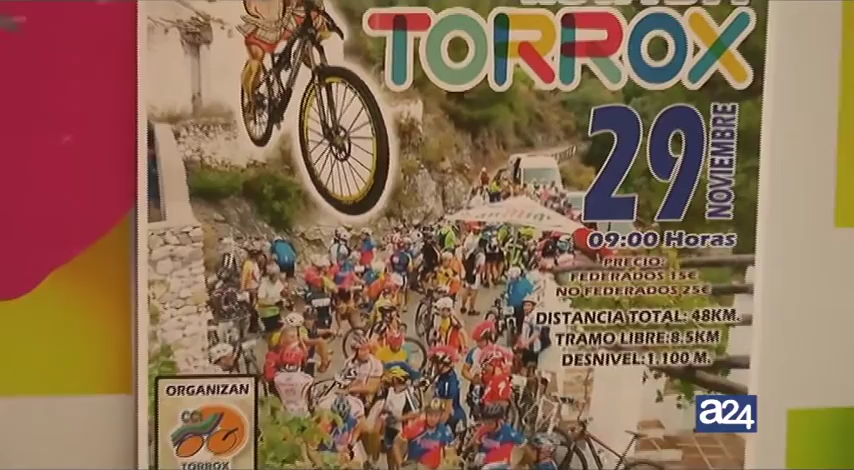 TORROX
29
NOVIEMBRE
09:00 Horas
PRECIO:
FEDERADOS 15€
NO FEDERADOS 25€
DISTANCIA TOTAL: 48KM.
TRAMO LIBRE: 8,5KM
DESNIVEL: 1.100 M.
ORGANIZAN
CC
TORROX
a24